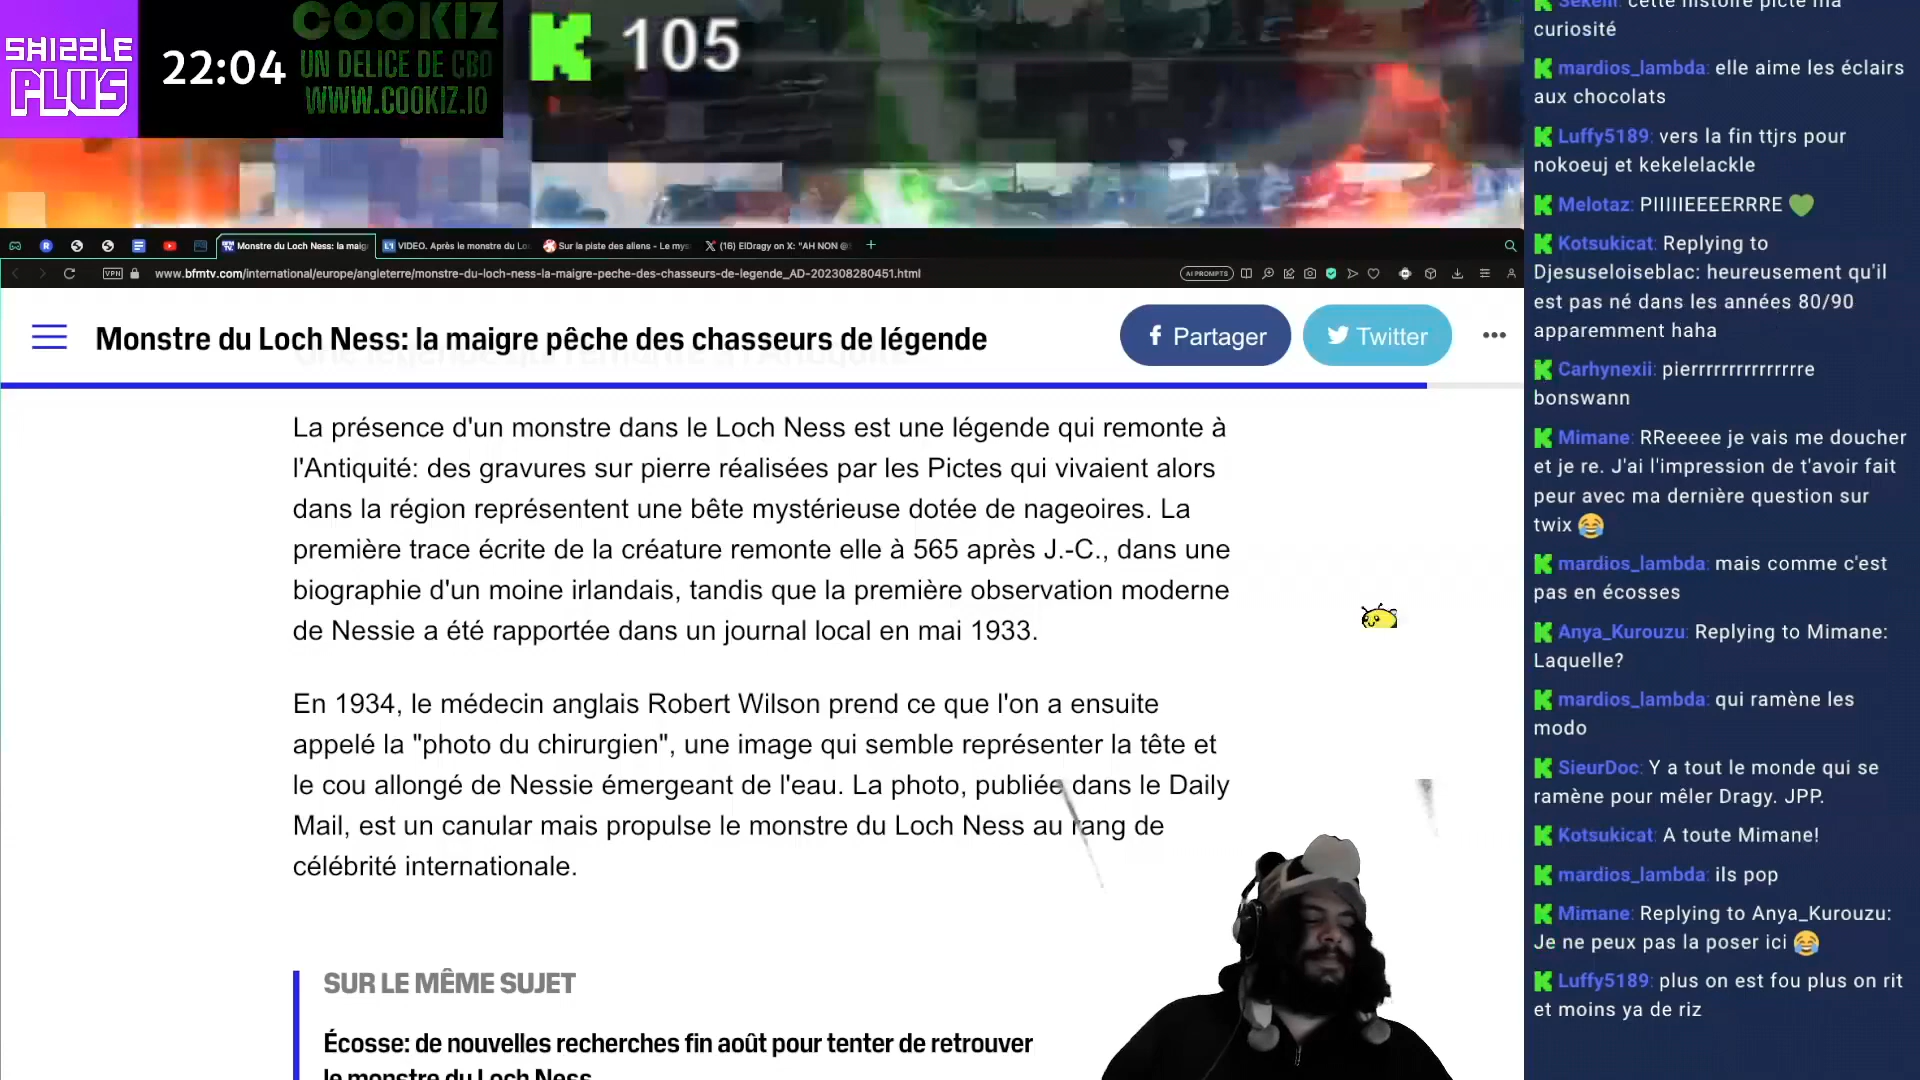 SHIZZLE
PLUS
22:04
COOKIZ
UN DELICE DE CBD
WWW.COOKIZ.IO
105
Monstre du Loch Ness: la maig
VIDEO. Après le monstre du Lo
Sur la piste des aliens - Le mys
(16) ElDragy on X: "AH NON @
VPN
www.bfmtv.com/international/europe/angleterre/monstre-du-loch-ness-la-maigre-peche-des-chasseurs-de-legende_AD-202308280451.html
AI PROMPTS
Monstre du Loch Ness: la maigre pêche des chasseurs de légende
Partager
Twitter
Une légende qui remonte à l'Antiquité
La présence d'un monstre dans le Loch Ness est une légende qui remonte à
l'Antiquité: des gravures sur pierre réalisées par les Pictes qui vivaient alors
dans la région représentent une bête mystérieuse dotée de nageoires. La
première trace écrite de la créature remonte elle à 565 après J.-C., dans une
biographie d'un moine irlandais, tandis que la première observation moderne
de Nessie a été rapportée dans un journal local en mai 1933.
En 1934, le médecin anglais Robert Wilson prend ce que l'on a ensuite
appelé la "photo du chirurgien", une image qui semble représenter la tête et
le cou allongé de Nessie émergeant de l'eau. La photo, publiée dans le Daily
Mail, est un canular mais propulse le monstre du Loch Ness au rang de
célébrité internationale.
SUR LE MÊME SUJET
Écosse: de nouvelles recherches fin août pour tenter de retrouver
le monstre du Loch Ness
Sekem: cette histoire picte ma
curiosité
mardios_lambda: elle aime les éclairs
aux chocolats
Luffy5189: vers la fin ttjrs pour
nokoeuj et kekelelackle
Melotaz: PIIIIIEEEERRRE
Kotsukicat: Replying to
Djesuseloiseblac: heureusement qu'il
est pas né dans les années 80/90
apparemment haha
Carhynexii: pierrrrrrrrrrrrrrre
bonswann
Mimane: RReeeee je vais me doucher
et je re. J'ai l'impression de t'avoir fait
peur avec ma dernière question sur
twix
mardios_lambda: mais comme c'est
pas en écosses
Anya_Kurouzu: Replying to Mimane:
Laquelle?
mardios_lambda: qui ramène les
modo
SieurDoc: Y a tout le monde qui se
ramène pour mêler Dragy. JPP.
Kotsukicat: A toute Mimane!
mardios_lambda: ils pop
Mimane: Replying to Anya_Kurouzu:
Je ne peux pas la poser ici
Luffy5189: plus on est fou plus on rit
et moins ya de riz